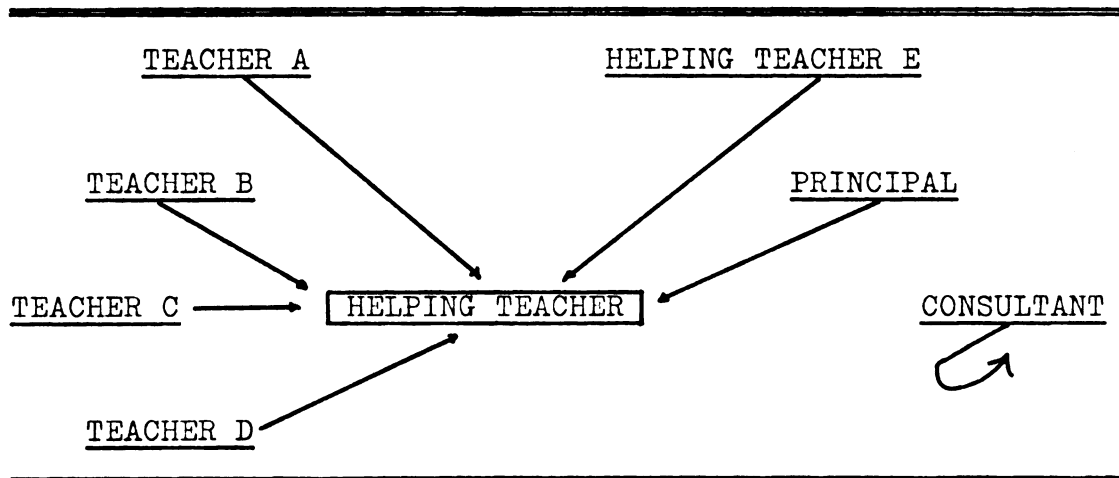 TEACHER A
HELPING TEACHER E
TEACHER B
PRINCIPAL
TEACHER C
HELPING TEACHER
CONSULTANT
TEACHER D